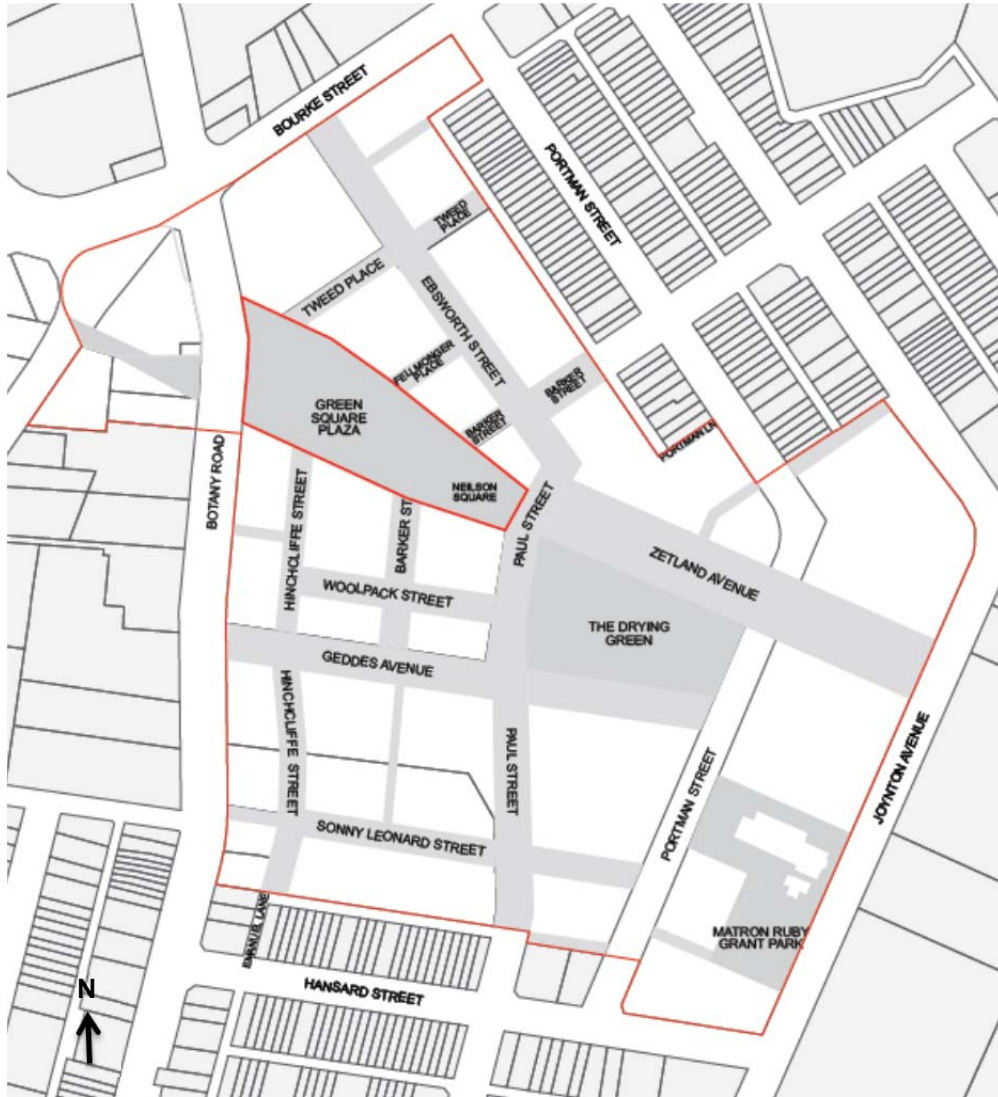 BOURKE STREET
PORTMAN STREET
TWEED
PLACE
TWEED PLACE
EBSWORTH STREET
FELLMONGER
PLACE
BARKER
STREET
GREEN
SQUARE
PLAZA
BARKER
STREET
PORTMAN LN
NEILSON
SQUARE
BOTANY ROAD
HINCHCLIFFE STREET
BARKER ST
PAUL STREET
ZETLAND AVENUE
WOOLPACK STREET
THE DRYING
GREEN
GEDDES AVENUE
HINCHCLIFFE STREET
PAUL STREET
PORTMAN STREET
JOYNTON AVENUE
SONNY LEONARD STREET
EMANUEL LANE
MATRON RUBY
GRANT PARK
HANSARD STREET
N